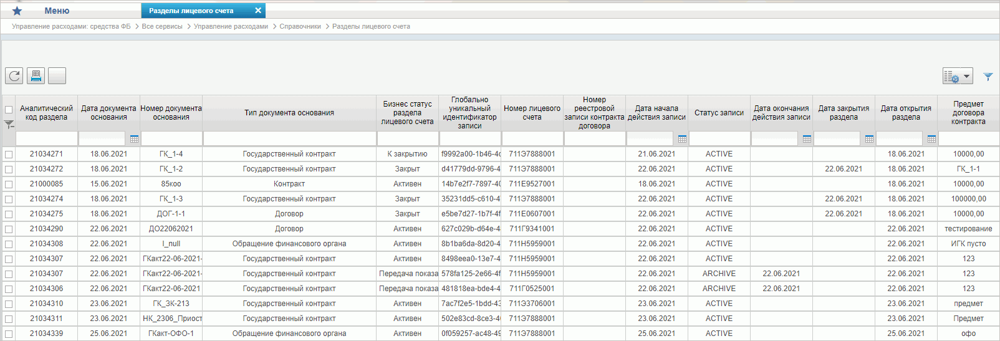 Меню
Разделы лицевого счета
Управление расходами: средства ФБ > Все сервисы > Управление расходами > Справочники > Разделы лицевого счета
Аналитический код раздела
Дата документа основания
Номер документа основания
Тип документа основания
Бизнес статус раздела лицевого счета
Глобально уникальный идентификатор записи
Номер лицевого счета
Номер реестровой записи контракта договора
Дата начала действия записи
Статус записи
Дата окончания действия записи
Дата закрытия раздела
Дата открытия раздела
Предмет договора контракта
21034271 18.06.2021 ГК_1-4 Государственный контракт К закрытию f9992a00-1b46-4c 711Э7888001 21.06.2021 ACTIVE 18.06.2021 10000,00
21034272 18.06.2021 ГК_1-2 Государственный контракт Закрыт d41779dd-9796-4 711Э7888001 22.06.2021 ACTIVE 22.06.2021 18.06.2021 ГК_1-1
21000085 15.06.2021 85коо Контракт Активен 14b7e2f7-7897-40 711Е9527001 18.06.2021 ACTIVE 18.06.2021 10000,00
21034274 18.06.2021 ГК_1-3 Государственный контракт Закрыт 35231dd5-c610-4 711Э7888001 22.06.2021 ACTIVE 22.06.2021 18.06.2021 100000,00
21034275 18.06.2021 ДОГ-1-1 Договор Закрыт e5be7d27-1b7f-4f 711Е0607001 22.06.2021 ACTIVE 22.06.2021 18.06.2021 10000,00
21034290 22.06.2021 ДО22062021 Договор Активен 627c029b-d64e-4 711Г9341001 22.06.2021 ACTIVE 22.06.2021 тестирование
21034308 22.06.2021 I_null Обращение финансового органа Активен 8b1ba6da-8d20-4 711Н5959001 22.06.2021 ACTIVE 22.06.2021 ИГК пусто
21034307 22.06.2021 ГКакт22-06-2021- Государственный контракт Активен 8498eea0-13e7-4 711Н5959001 22.06.2021 ACTIVE 22.06.2021 123
21034307 22.06.2021 ГКакт22-06-2021- Государственный контракт Передача показа 578fa125-2e66-4f 711Н5959001 22.06.2021 ARCHIVE 22.06.2021 22.06.2021 123
21034306 22.06.2021 ГКакт22-06-2021 Государственный контракт Передача показа 481818ea-bde4-4 711Г0525001 22.06.2021 ARCHIVE 22.06.2021 22.06.2021 123
21034310 23.06.2021 ГК_ЗК-213 Государственный контракт Активен 7ac7f2e5-1bdd-43 711Э3706001 23.06.2021 ACTIVE 23.06.2021 предмет
21034311 23.06.2021 НК_2306_Приост Государственный контракт Активен 502e83cd-8ce3-4 711Э7888001 23.06.2021 ACTIVE 23.06.2021 Предмет
21034339 25.06.2021 ГКакт-ОФО-1 Обращение финансового органа Активен 0f059257-ac48-49 711Э7888001 25.06.2021 ACTIVE 25.06.2021 офо